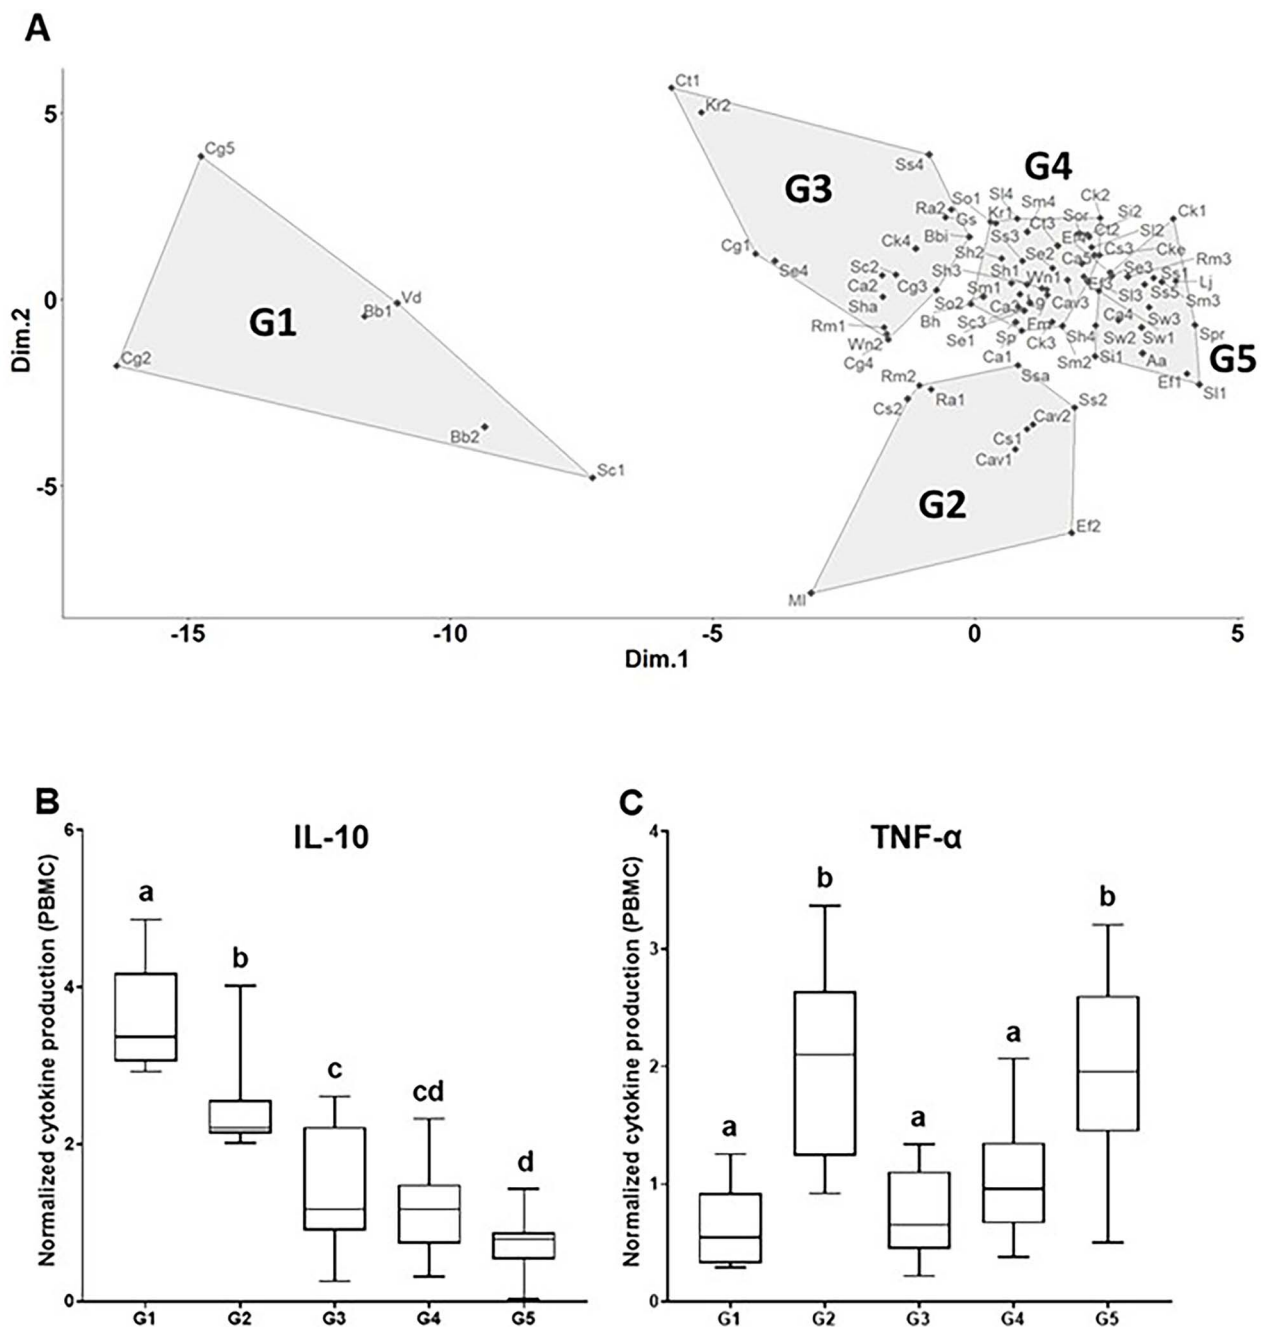 A
5
0
-5
Dim.2
-15
-10
-5
0
5
Dim.1
G1
G2
G3
G4
G5
Cg5
Vd
Bb1
Cg2
Bb2
Sc1
Ct1
Kr2
Ss4
So1
Sl4
Sm4
Ck2
Ra2
Gs
Kr1
Ct3
Sor
Si2
Ck1
Bbi
Ss3
Ct2
Sl2
Cg1
Ck4
Sh2
Se2
Ca5
Cs3
Cke
Se4
Sc2
Sh3
Sh1
Wn1
Se3
Ss1
Rm3
Ca2
Cg3
Sm1
Ef3
Sl3
Ss5
Lj
Sha
So2
Ca3
Lg
Cav3
Sm3
Rm1
Bh
Sc3
Em
Ca4
Sw3
Spr
Wn2
Se1
Sp
Ck3
Sh4
Sw2
Sw1
Cg4
Ca1
Sm2
Si1
Aa
Rm2
Ssa
Ef1
Sl1
Cs2
Ra1
Ss2
Cav2
Cs1
Cav1
Ef2
Ml
B
IL-10
Normalized cytokine production (PBMC)
6
4
2
0
a
b
c
cd
d
G1 G2 G3 G4 G5
C
TNF-α
Normalized cytokine production (PBMC)
4
3
2
1
0
a
b
a
a
b
G1 G2 G3 G4 G5